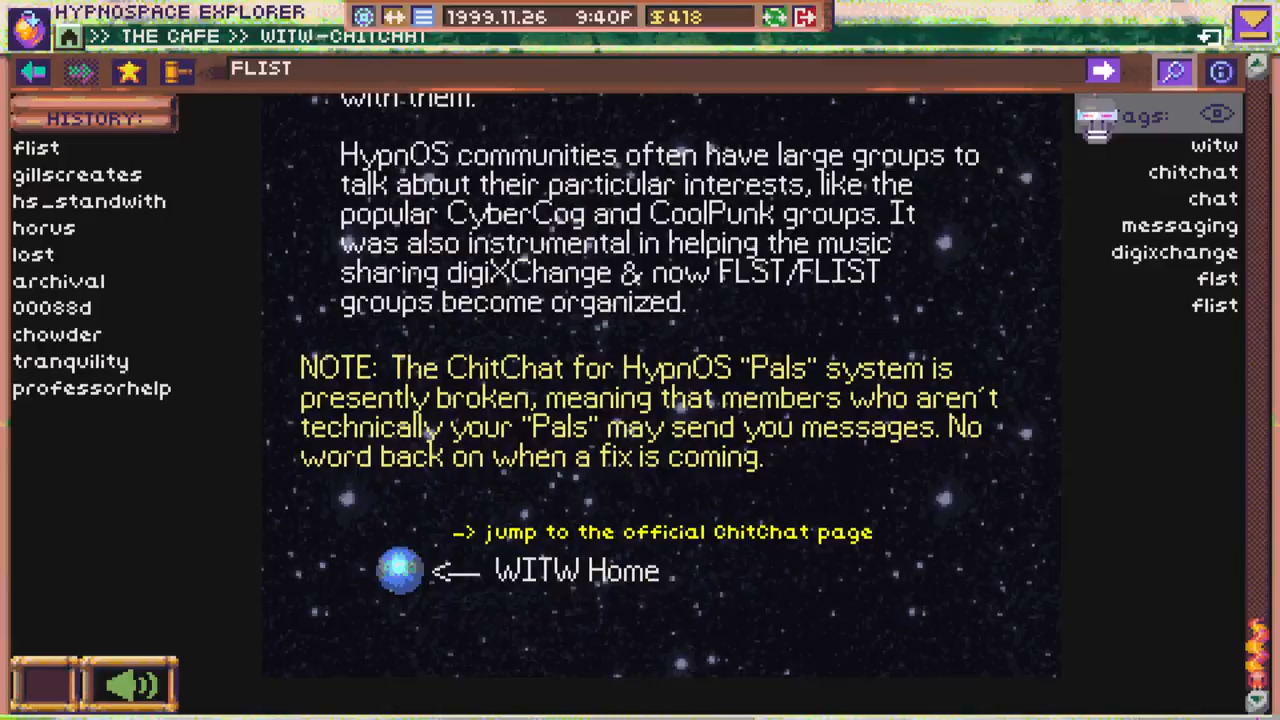 HYPNOSPACE EXPLORER
1999.11.26 9:40P 418
>> THE CAFE >> WITW-CHITCHAT
FLIST
HISTORY:
flist
gillscreates
hs_standwith
horus
lost
archival
00088d
chowder
tranquility
professorhelp
with them.
HypnOS communities often have large groups to
talk about their particular interests, like the
popular CyberCog and CoolPunk groups. It
was also instrumental in helping the music
sharing digiXChange & now FLST/FLIST
groups become organized.
NOTE: The ChitChat for HypnOS "Pals" system is
presently broken, meaning that members who aren't
technically your "Pals" may send you messages. No
word back on when a fix is coming.
-> jump to the official ChitChat page
<-- WITW Home
ags:
witw
chitchat
chat
messaging
digixchange
flst
flist